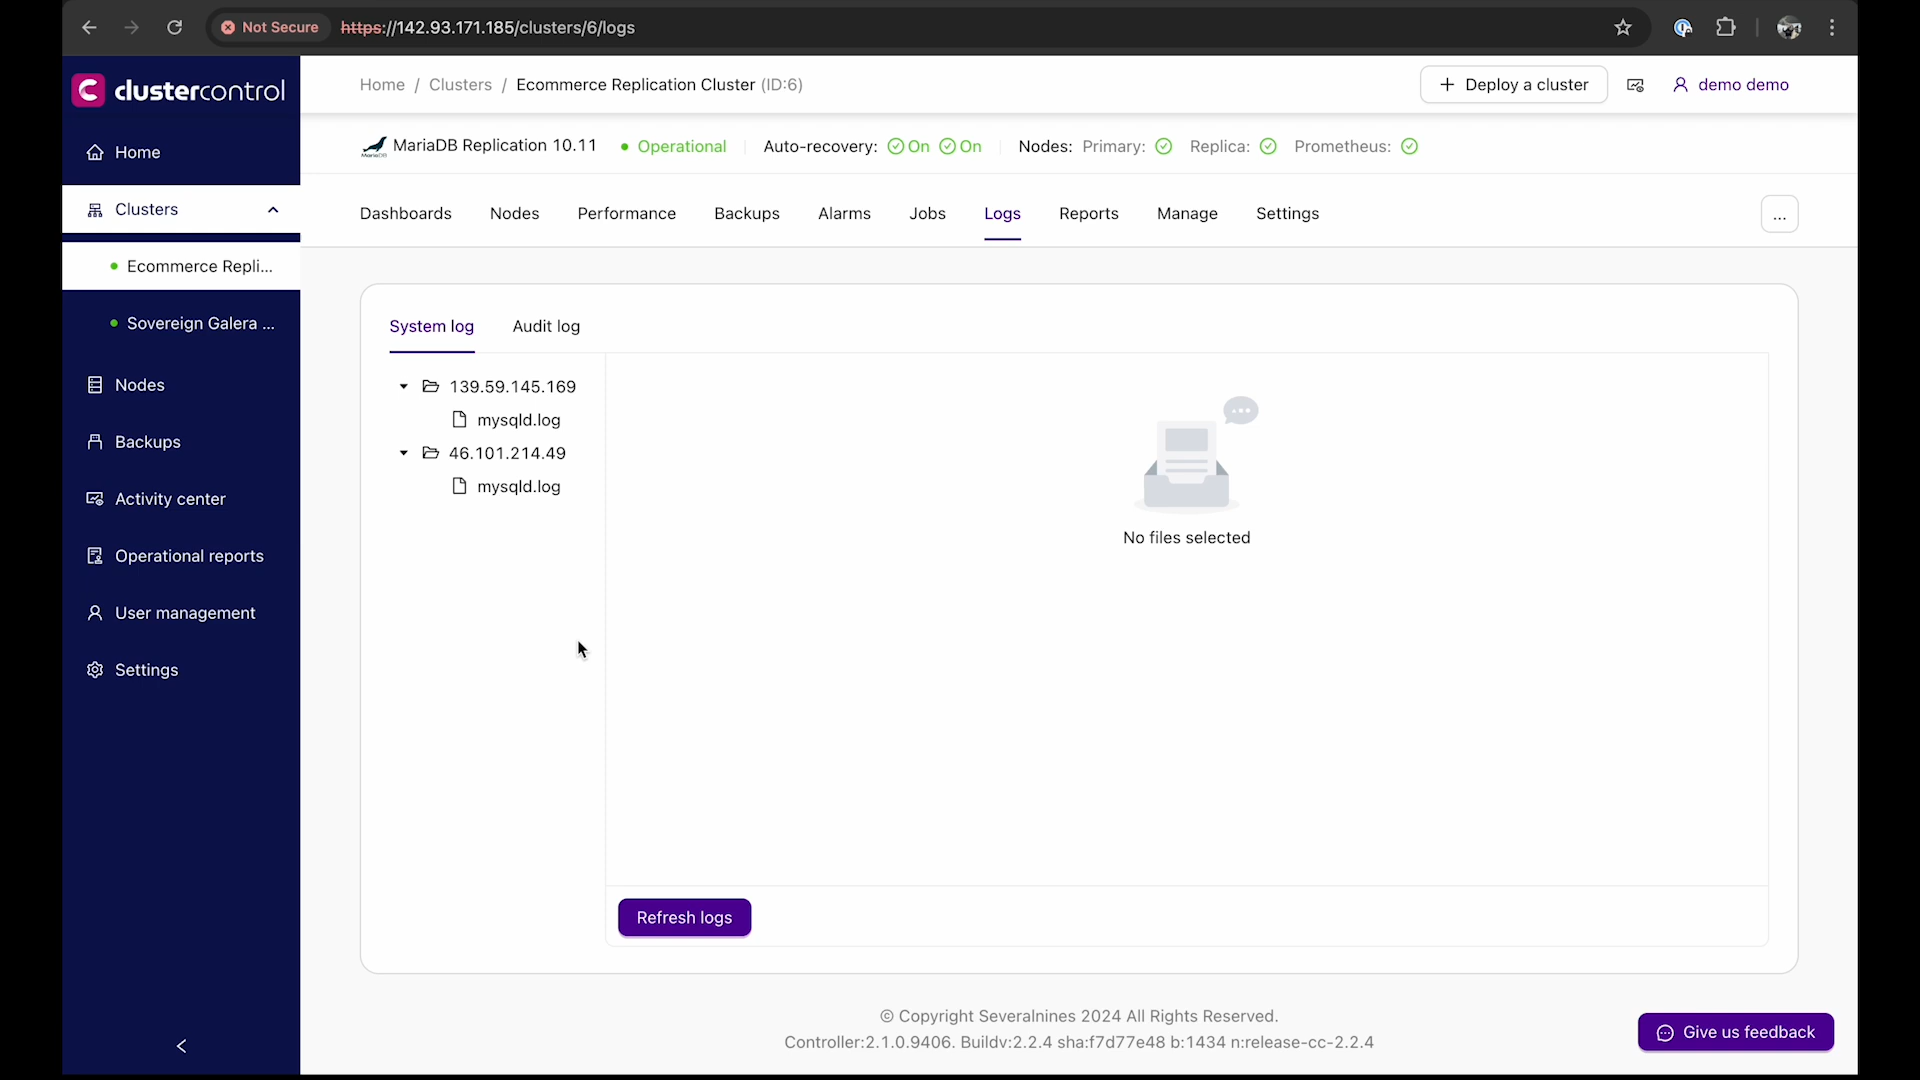 Not Secure https://142.93.171.185/clusters/6/logs
clustercontrol
Home / Clusters / Ecommerce Replication Cluster (ID:6)
Deploy a cluster
demo demo
Home
Clusters
Ecommerce Repli...
Sovereign Galera ...
Nodes
Backups
Activity center
Operational reports
User management
Settings
MariaDB Replication 10.11 Operational Auto-recovery: On On Nodes: Primary: Replica: Prometheus:
Dashboards Nodes Performance Backups Alarms Jobs Logs Reports Manage Settings ...
System log Audit log
139.59.145.169
mysqld.log
46.101.214.49
mysqld.log
No files selected
Refresh logs
© Copyright Severalnines 2024 All Rights Reserved.
Controller:2.1.0.9406. Buildv:2.2.4 sha:f7d77e48 b:1434 n:release-cc-2.2.4
Give us feedback